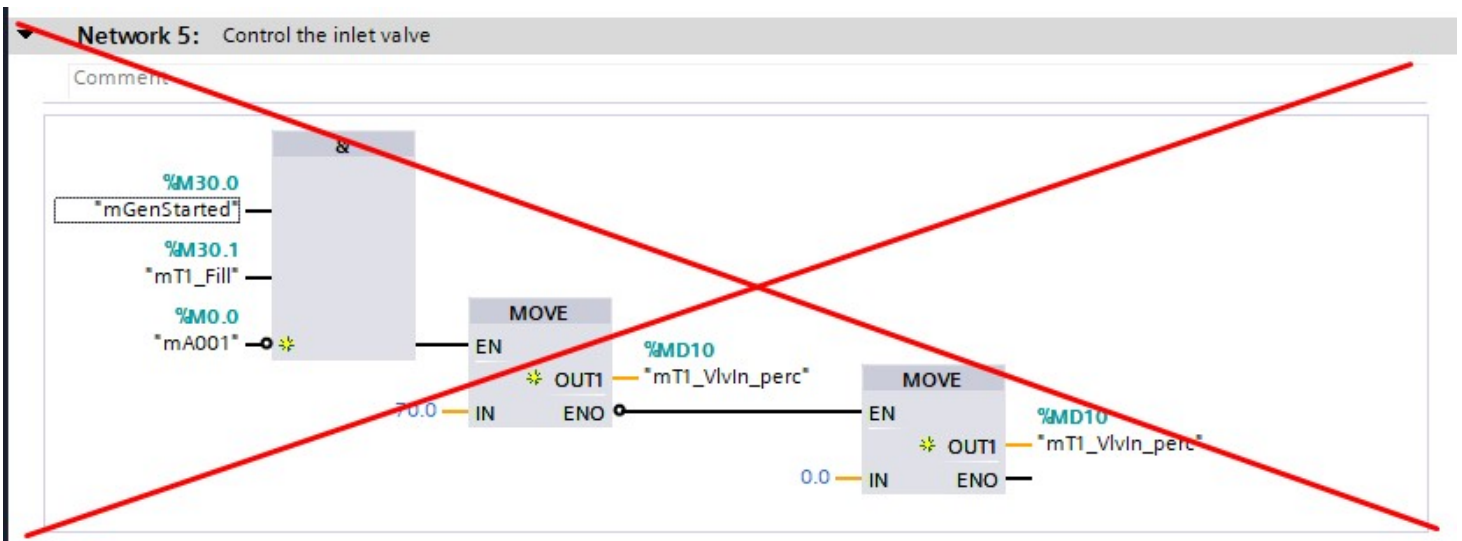 Network 5: Control the inlet valve
Comment
&
%M30.0
"mGenStarted"
%M30.1
"mT1_Fill"
%M0.0
"mA001"
MOVE
EN
%MD10
OUT1
"mT1_VlvIn_perc"
70.0
IN
ENO
MOVE
EN
%MD10
OUT1
"mT1_VlvIn_perc"
0.0
IN
ENO